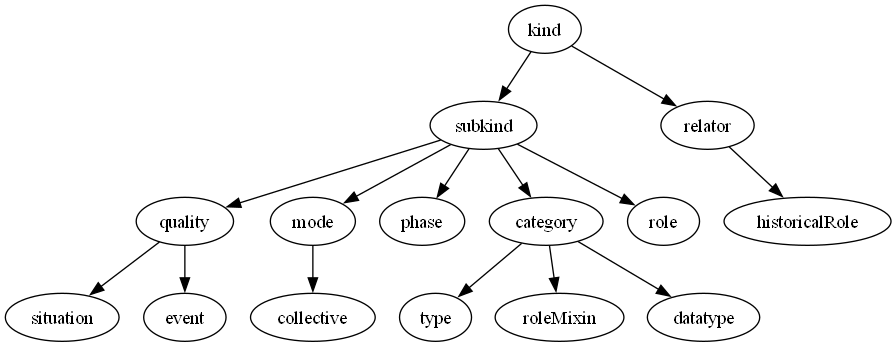 kind
subkind
relator
quality
mode
phase
category
role
historicalRole
situation
event
collective
type
roleMixin
datatype